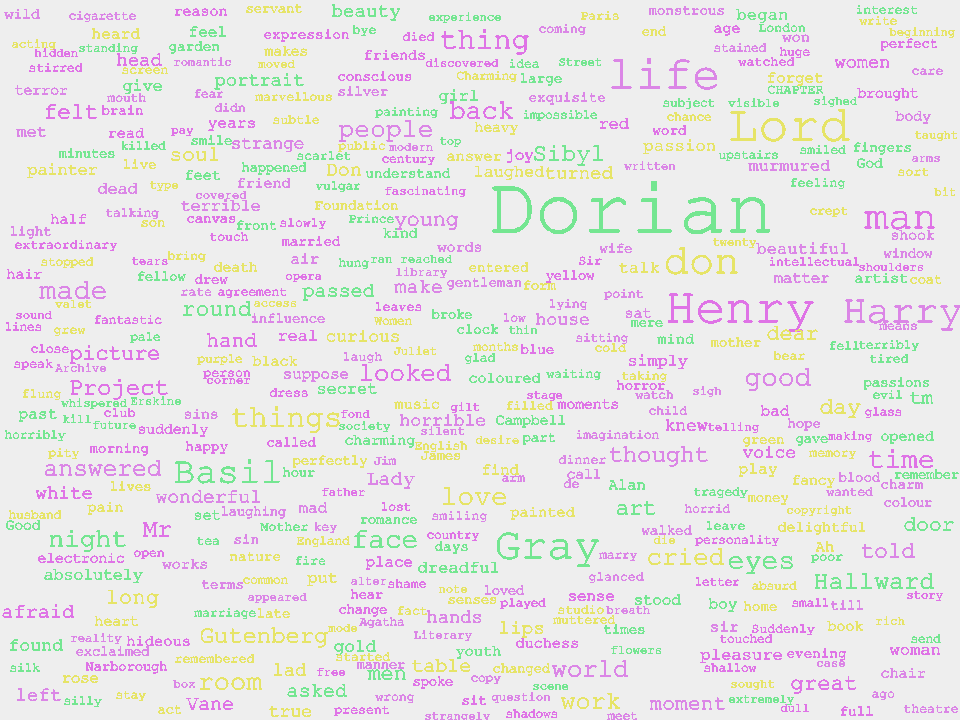 wild cigarette reason servant beauty experience Paris monstrous began interest
acting heard feel expression bye died thing coming end age London write beginning
hidden standing garden makes friends discovered idea Street stained won huge perfect
stirred head screen romantic moved conscious Charming large life watched women care
terror mouth give portrait silver girl exquisite forget CHAPTER brought
felt brain fear marvellous painting back impossible subject visible sighed body
met read didn years subtle people top heavy red chance Lord taught
pay smile strange public modern word passion
minutes killed soul scarlet century answer joy Sibyl upstairs smiled fingers
painter live feet happened Don understand laughed turned written murmured God arms
dead type covered friend vulgar fascinating feeling sort bit
half talking son terrible Foundation Prince young Dorian crept man
light canvas front slowly kind shook
extraordinary touch married words wife twenty beautiful window
stopped tears bring death air hung ran reached entered Sir talk don intellectual shoulders
hair fellow drew opera library gentleman form yellow matter artist coat
made valet rate agreement access passed make lying point
sound fantastic round influence leaves broke low house sat Henry Harry
lines grew pale hand real Women curious clock thin mere mind mother dear means
close picture purple black laugh Juliet months blue sitting cold bear fell terribly
speak Archive person corner suppose looked glad coloured waiting taking simply good tired
flung Project dress secret stage horror watch sigh passions
whispered Erskine music gilt filled moments child day evil tm
past kill club sins things fond horrible Campbell knew telling bad hope glass
horribly future suddenly society silent English desire part imagination green gave making opened
pity morning happy called charming James thought voice memory
answered lives Basil hour perfectly Jim Lady find arm dinner call de play time
white wonderful father love Alan tragedy fancy blood charm remember
husband pain set laughing mad lost smiling painted art horrid money copyright wanted colour
Good night tea sin Mother key romance country walked leave delightful door
Mr England face days Gray die personality Ah
electronic open works nature fire place dreadful marry cried eyes poor told
absolutely terms common put alter shame glanced letter absurd Hallward
long appeared hear note loved sense stood story
afraid marriage late change fact senses played studio breath boy home small till
heart mode Agatha hands muttered sir Suddenly book rich
found reality hideous Gutenberg Literary lips duchess times touched send
exclaimed gold started youth flowers pleasure evening woman
silk Narborough remembered lad free manner table changed world shallow case
rose room men spoke copy scene sought great chair
left silly stay box asked wrong sit question work moment extremely ago
act Vane true present strangely shadows meet dull full theatre